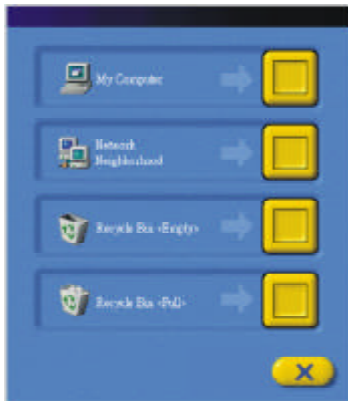 My Computer
Network
Neighborhood
Recycle Bin <Empty>
Recycle Bin <Full>
X